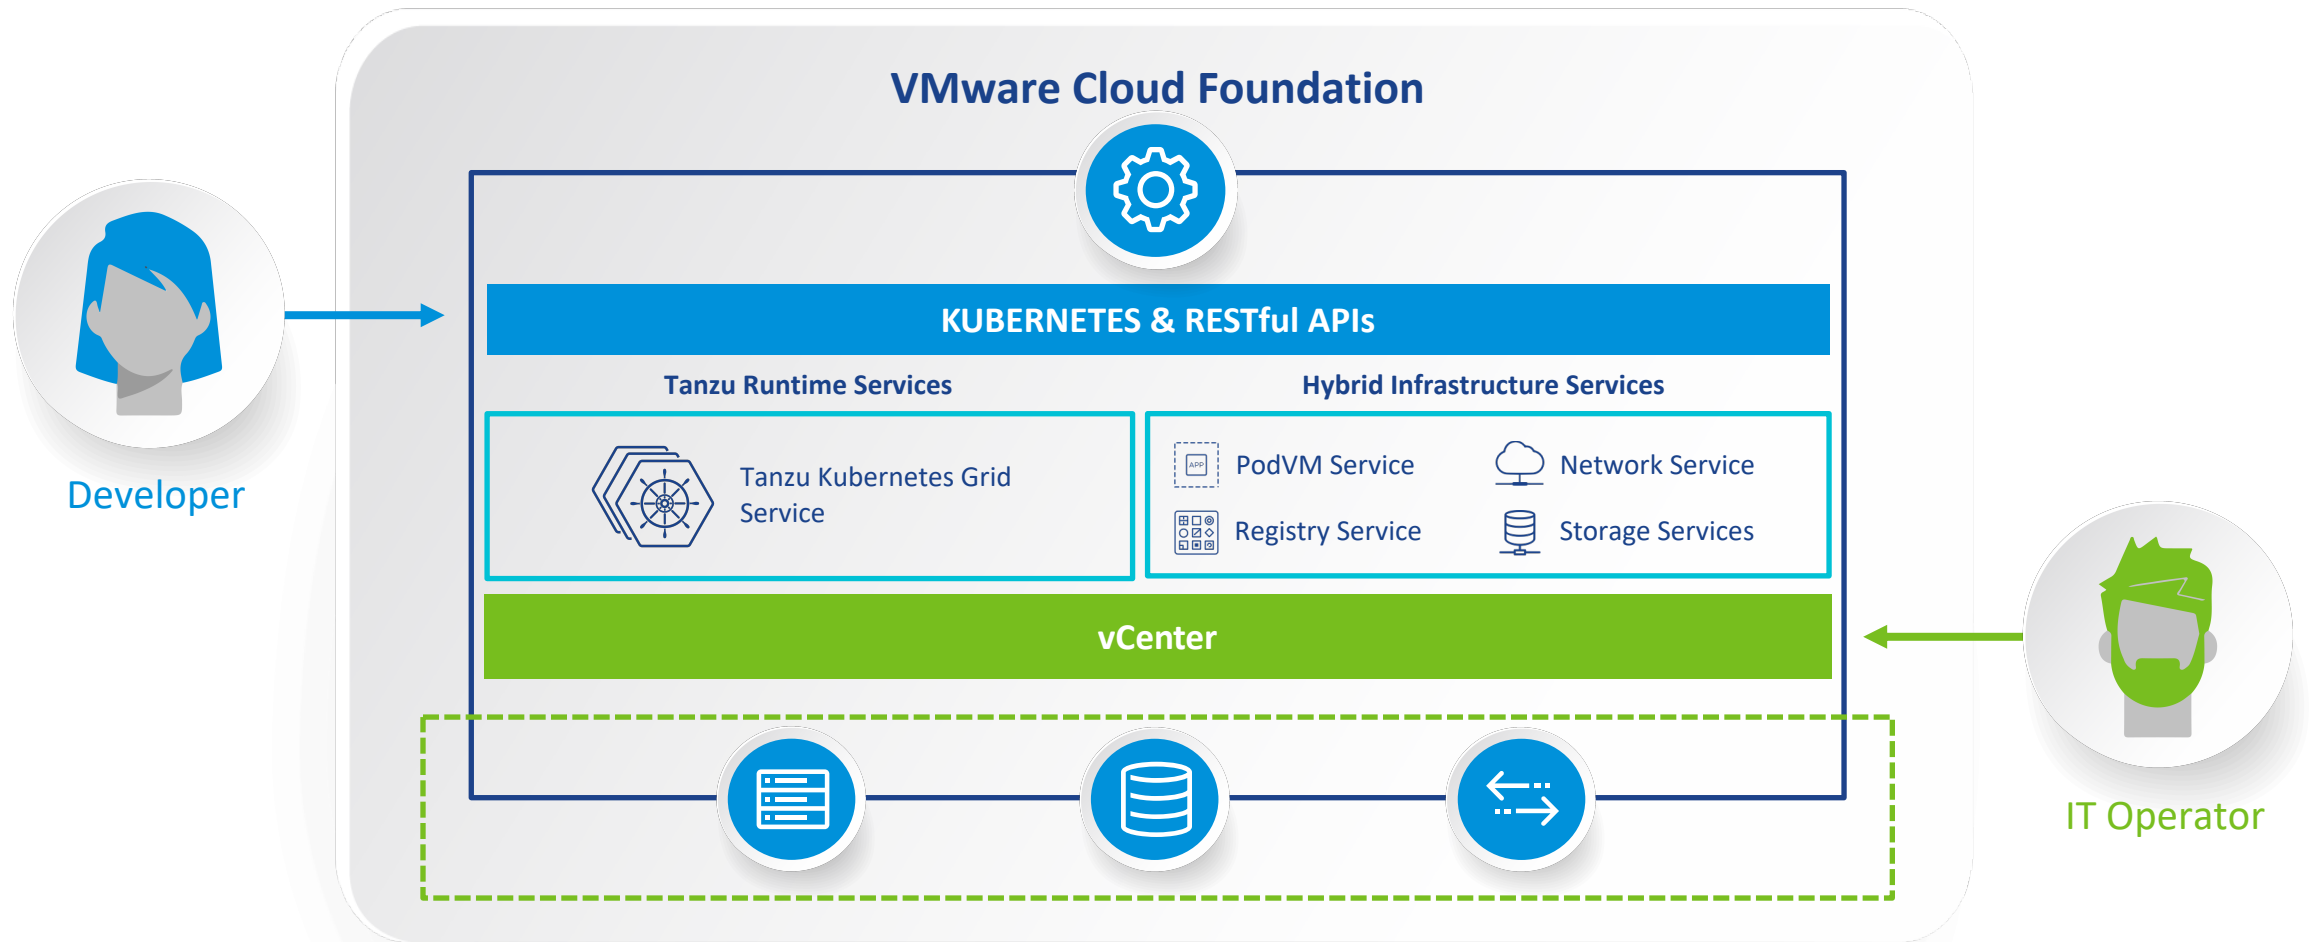 VMware Cloud Foundation
KUBERNETES & RESTful APIs
Tanzu Runtime Services
Hybrid Infrastructure Services
Tanzu Kubernetes Grid
Service
APP
PodVM Service
Network Service
Registry Service
Storage Services
vCenter
Developer
IT Operator